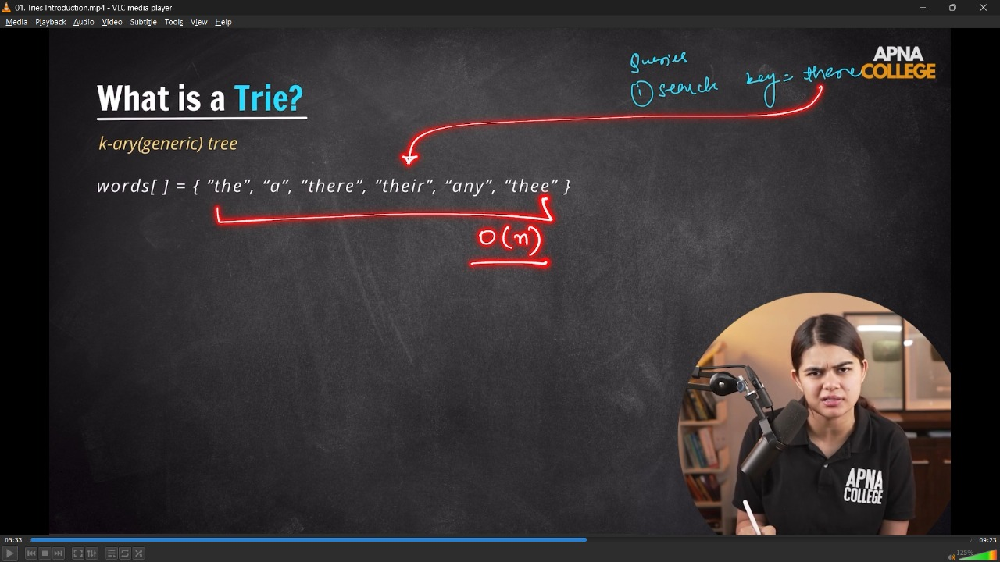 01. Tries Introduction.mp4 - VLC media player
Media Playback Audio Video Subtitle Tools View Help
Queries
① search key = there
APNA
COLLEGE
What is a Trie?
k-ary(generic) tree
words[ ] = { “the”, “a”, “there”, “their”, “any”, “thee” }
O(n)
APNA
COLLEGE
05:33
09:23
125%